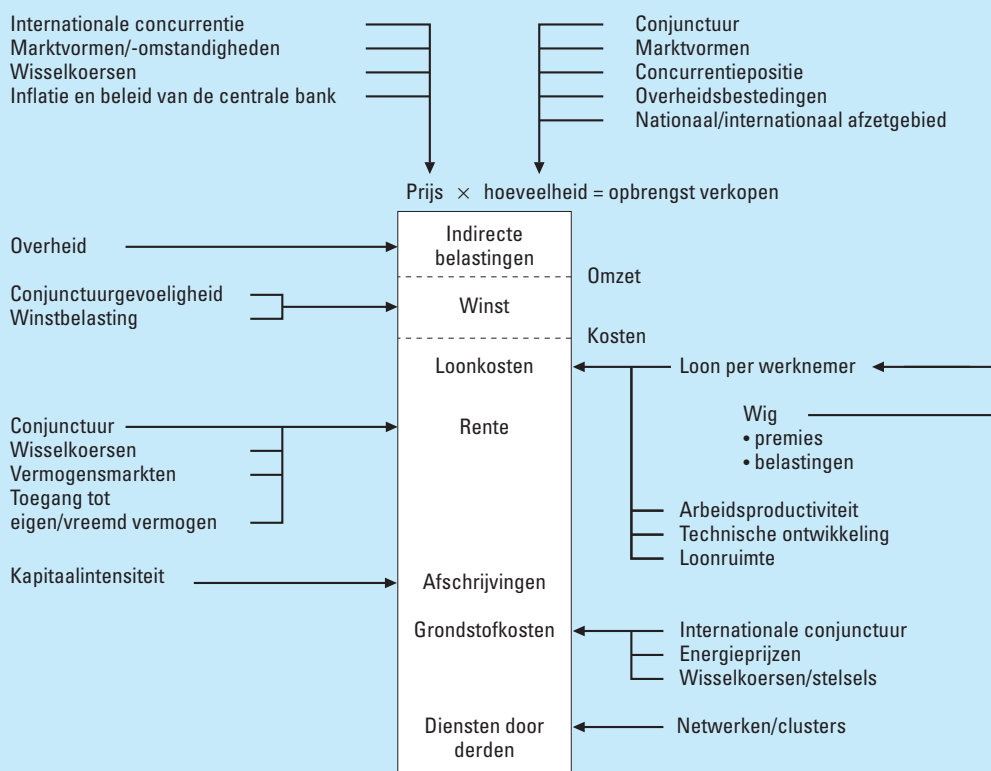 Internationale concurrentie
Marktvormen/-omstandigheden
Wisselkoersen
Inflatie en beleid van de centrale bank
Conjunctuur
Marktvormen
Concurrentiepositie
Overheidsbestedingen
Nationaal/internationaal afzetgebied
Prijs × hoeveelheid = opbrengst verkopen
Overheid
Indirecte
belastingen
Omzet
Conjunctuurgevoeligheid
Winstbelasting
Winst
Kosten
Loonkosten
Loon per werknemer
Wig
• premies
• belastingen
Conjunctuur
Wisselkoersen
Vermogensmarkten
Toegang tot
eigen/vreemd vermogen
Rente
Arbeidsproductiviteit
Technische ontwikkeling
Loonruimte
Kapitaalintensiteit
Afschrijvingen
Grondstofkosten
Internationale conjunctuur
Energieprijzen
Wisselkoersen/stelsels
Diensten door
derden
Netwerken/clusters